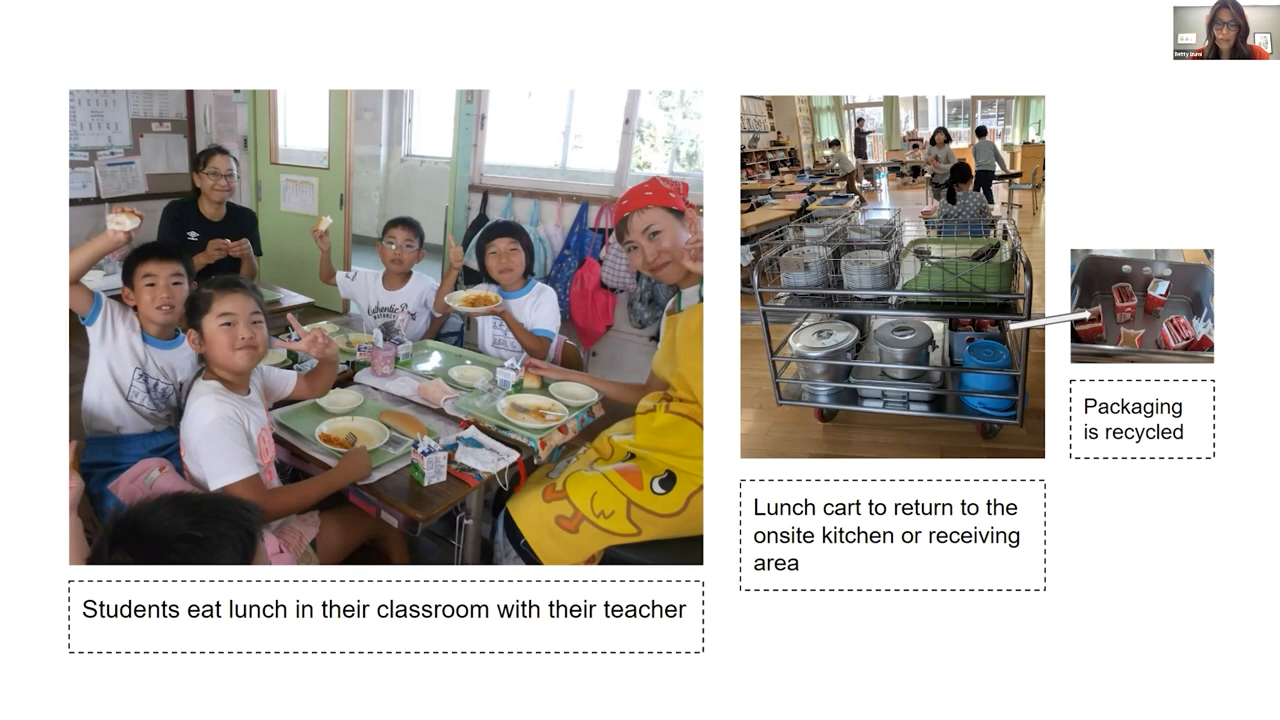 Betty Izumi
Authentic
Students eat lunch in their classroom with their teacher
Lunch cart to return to the
onsite kitchen or receiving
area
Packaging
is recycled